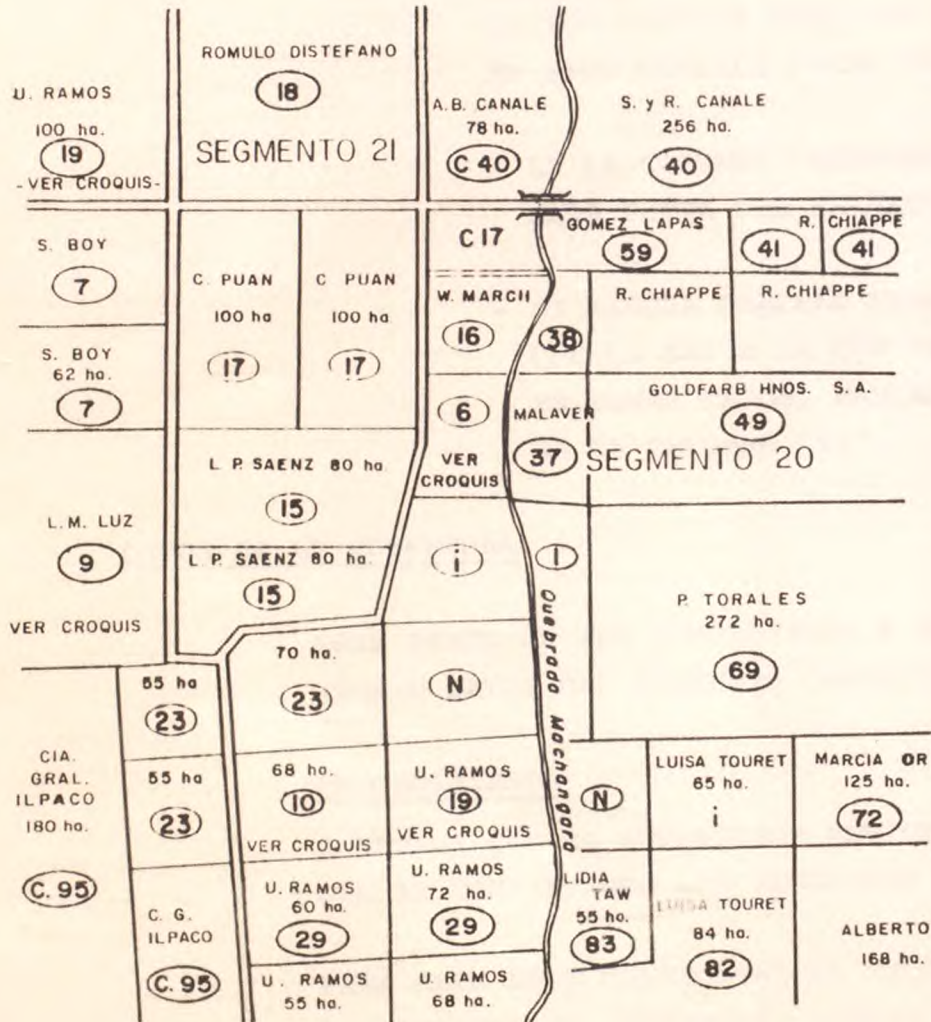 ROMULO DISTEFANO
18
SEGMENTO 21
U. RAMOS
100 ha.
19
-VER CROQUIS-
A.B. CANALE
78 ha.
C 40
S. y R. CANALE
256 ha.
40
S. BOY
7
C. PUAN
100 ha
17
C PUAN
100 ha.
17
C 17
GOMEZ LAPAS
59
41
R. CHIAPPE
41
W. MARCH
16
38
R. CHIAPPE
R. CHIAPPE
S. BOY
62 ha.
7
6
VER
CROQUIS
MALAVER
37
GOLDFARB HNOS. S.A.
49
SEGMENTO 20
L. P. SAENZ 80 ha.
15
L. P. SAENZ 80 ha.
15
L.M. LUZ
9
VER CROQUIS
i
I
Quebrada Machangara
P. TORALES
272 ha.
69
55 ha
23
70 ha.
23
N
CIA.
GRAL.
ILPACO
180 ha.
C. 95
55 ha
23
68 ha.
10
VER CROQUIS
U. RAMOS
19
VER CROQUIS
N
LUISA TOURET
65 ha.
i
MARCIA OR
125 ha.
72
C. G.
ILPACO
C. 95
U. RAMOS
60 ha.
29
U. RAMOS
72 ha.
29
LIDIA
TAW
55 ha.
83
LUISA TOURET
84 ha.
82
ALBERTO
168 ha.
U. RAMOS
55 ha.
U. RAMOS
68 ha.